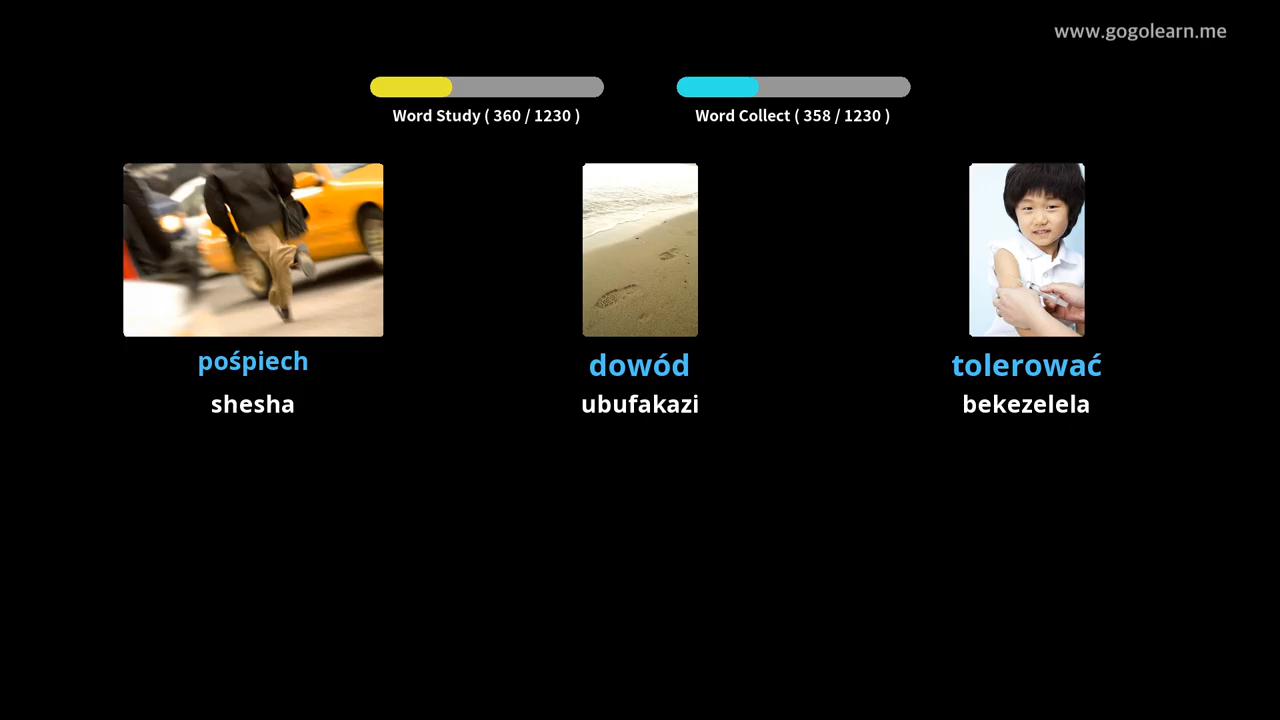 www.gogolearn.me
Word Study ( 360 / 1230 )
Word Collect ( 358 / 1230 )
pośpiech
dowód
tolerować
shesha
ubufakazi
bekezelela